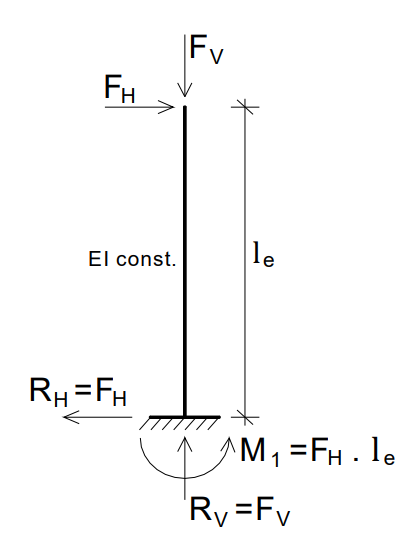 F_V
F_H
EI const.
l_e
R_H=F_H
M_1=F_H . l_e
R_V=F_V